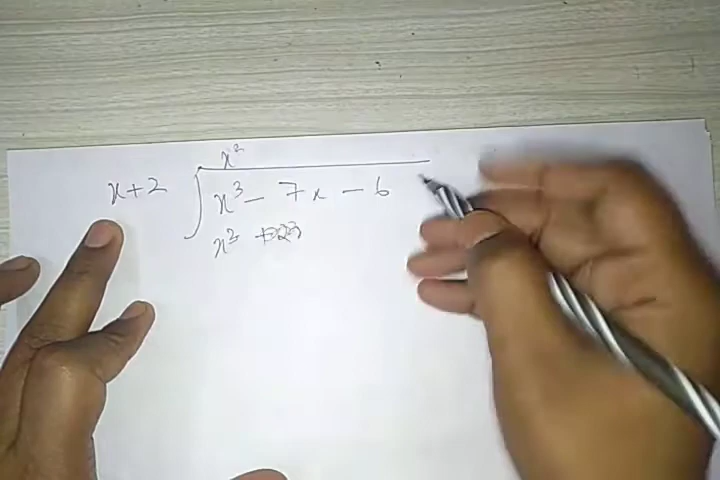 x²
x+2 x³ - 7x - 6
x³ +